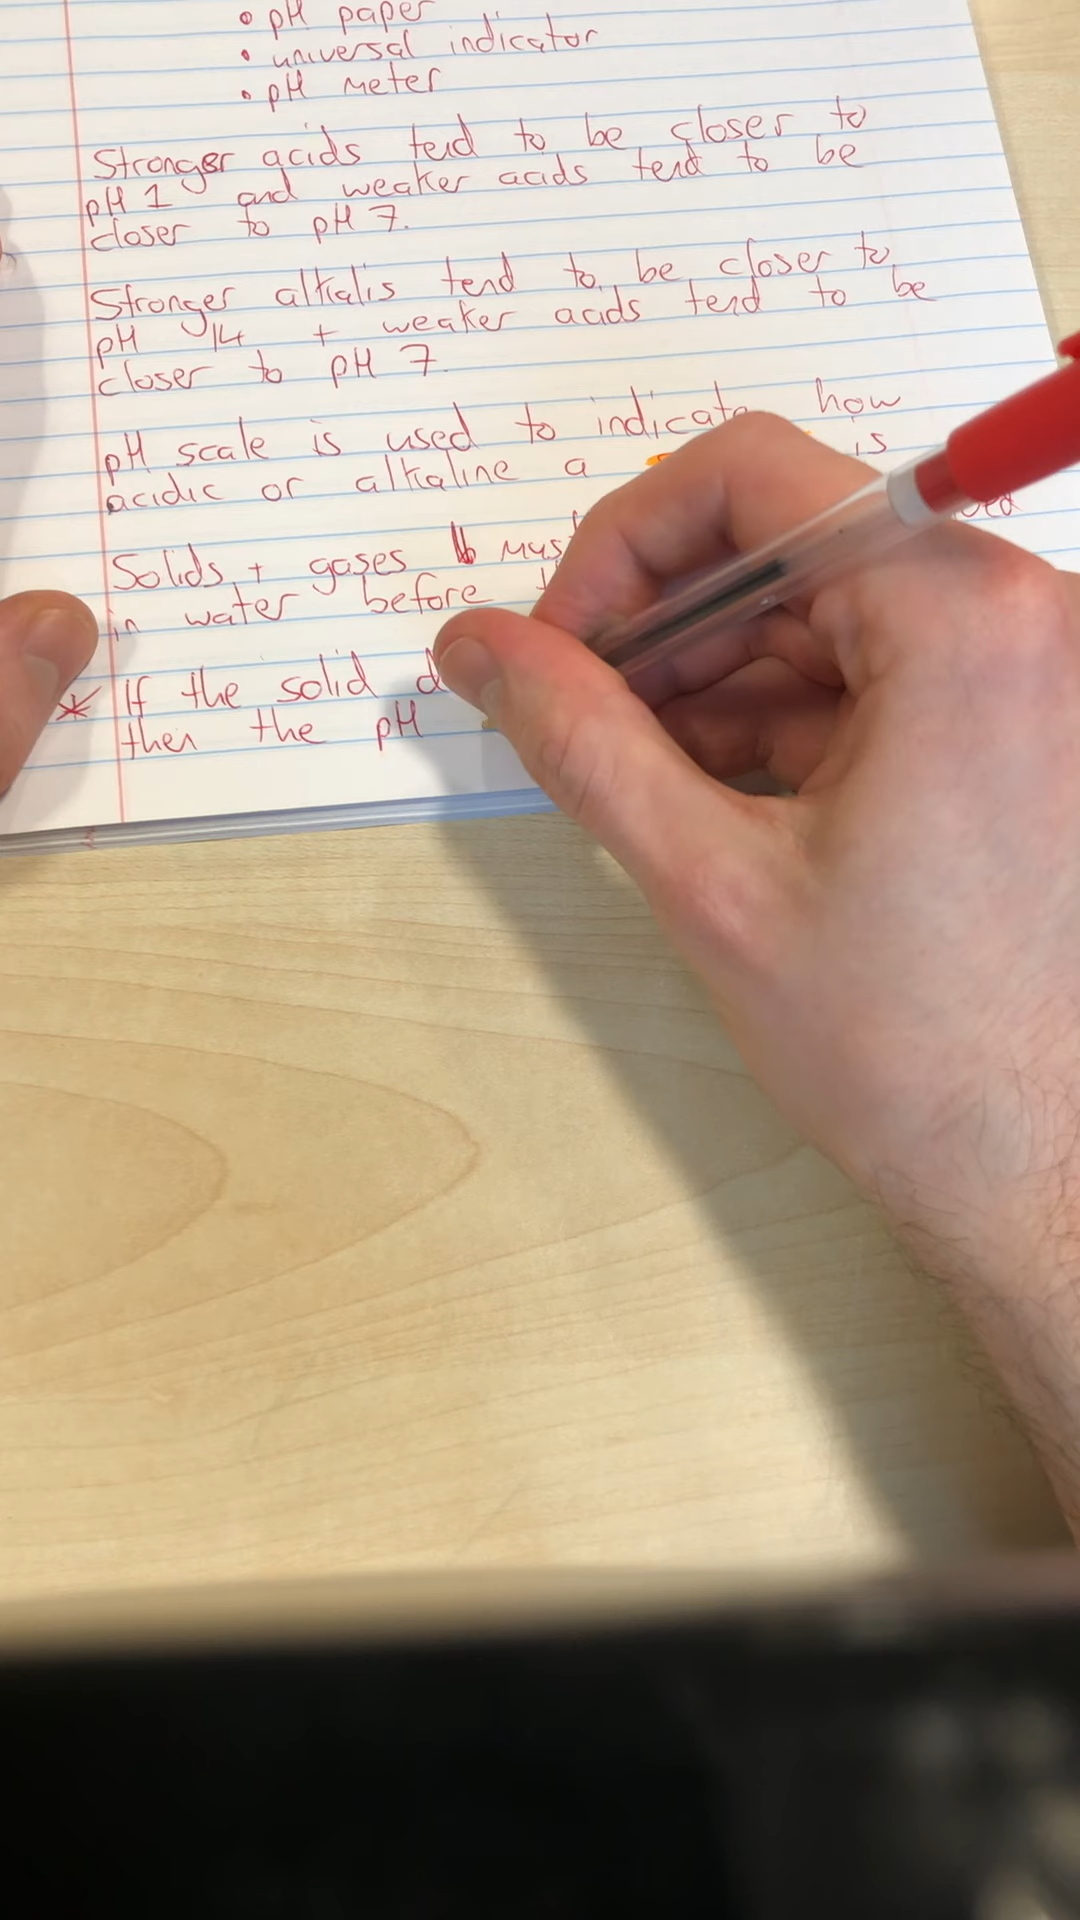 • pH paper
• universal indicator
• pH meter
Stronger acids tend to be closer to
pH 1 and weaker acids tend to be
closer to pH 7.
Stronger alkalis tend to be closer to
pH 14 + weaker acids tend to be
closer to pH 7.
pH scale is used to indicate how
acidic or alkaline a is
Solids + gases must
in water before
* If the solid
then the pH